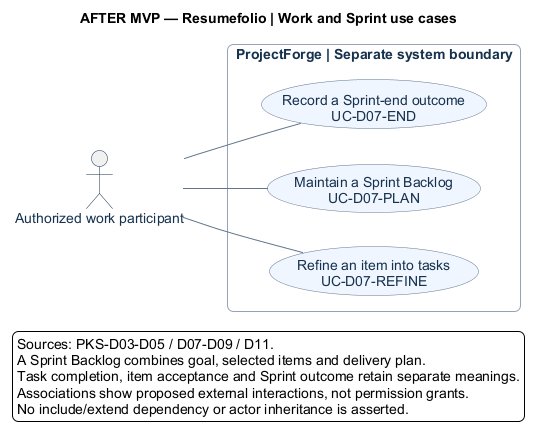 AFTER MVP — Resumefolio | Work and Sprint use cases
ProjectForge | Separate system boundary
Record a Sprint-end outcome
UC-D07-END
Maintain a Sprint Backlog
UC-D07-PLAN
Authorized work participant
Refine an item into tasks
UC-D07-REFINE
Sources: PKS-D03-D05 / D07-D09 / D11.
A Sprint Backlog combines goal, selected items and delivery plan.
Task completion, item acceptance and Sprint outcome retain separate meanings.
Associations show proposed external interactions, not permission grants.
No include/extend dependency or actor inheritance is asserted.